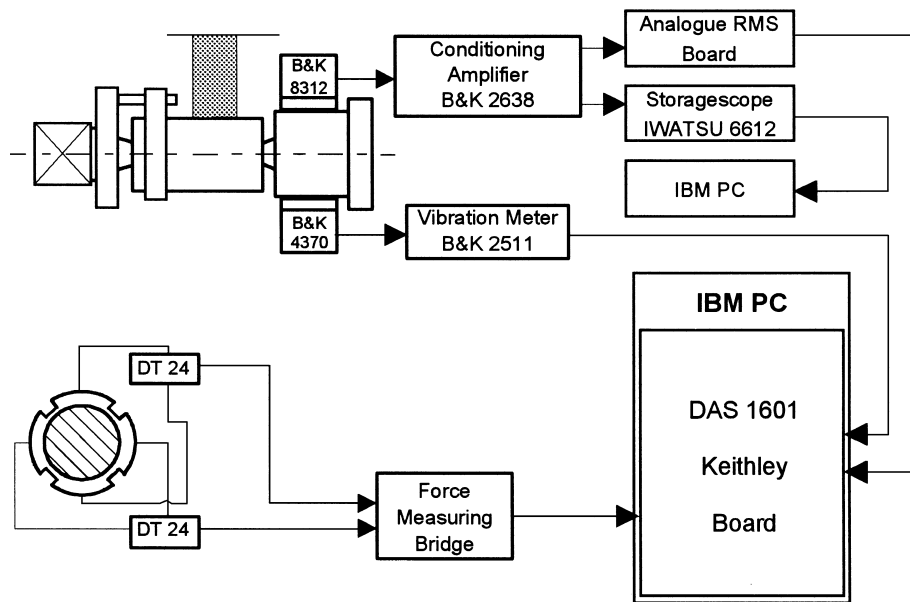 B&K
8312
Conditioning
Amplifier
B&K 2638
Analogue RMS
Board
Storagescope
IWATSU 6612
IBM PC
B&K
4370
Vibration Meter
B&K 2511
IBM PC
DAS 1601
Keithley
Board
DT 24
DT 24
Force
Measuring
Bridge